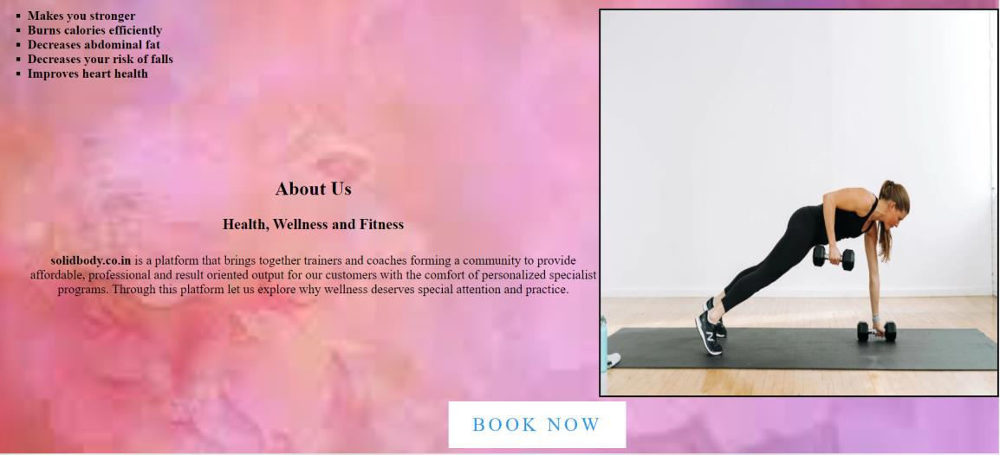 Makes you stronger
Burns calories efficiently
Decreases abdominal fat
Decreases your risk of falls
Improves heart health
About Us
Health, Wellness and Fitness
solidbody.co.in is a platform that brings together trainers and coaches forming a community to provide
affordable, professional and result oriented output for our customers with the comfort of personalized specialist
programs. Through this platform let us explore why wellness deserves special attention and practice.
BOOK NOW